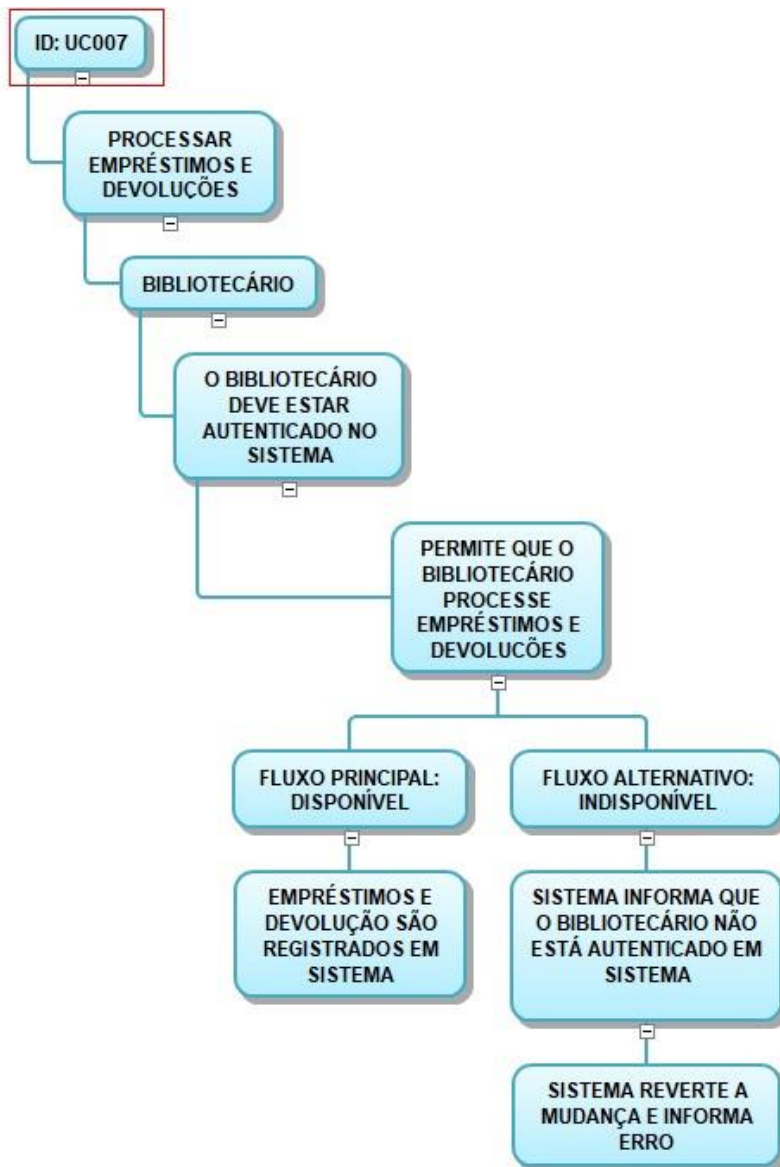 ID: UC007
PROCESSAR
EMPRÉSTIMOS E
DEVOLUÇÕES
BIBLIOTECÁRIO
O BIBLIOTECÁRIO
DEVE ESTAR
AUTENTICADO NO
SISTEMA
PERMITE QUE O
BIBLIOTECÁRIO
PROCESSE
EMPRÉSTIMOS E
DEVOLUCÕES
FLUXO PRINCIPAL:
DISPONÍVEL
FLUXO ALTERNATIVO:
INDISPONÍVEL
EMPRÉSTIMOS E
DEVOLUÇÃO SÃO
REGISTRADOS EM
SISTEMA
SISTEMA INFORMA QUE
O BIBLIOTECÁRIO NÃO
ESTÁ AUTENTICADO EM
SISTEMA
SISTEMA REVERTE A
MUDANÇA E INFORMA
ERRO